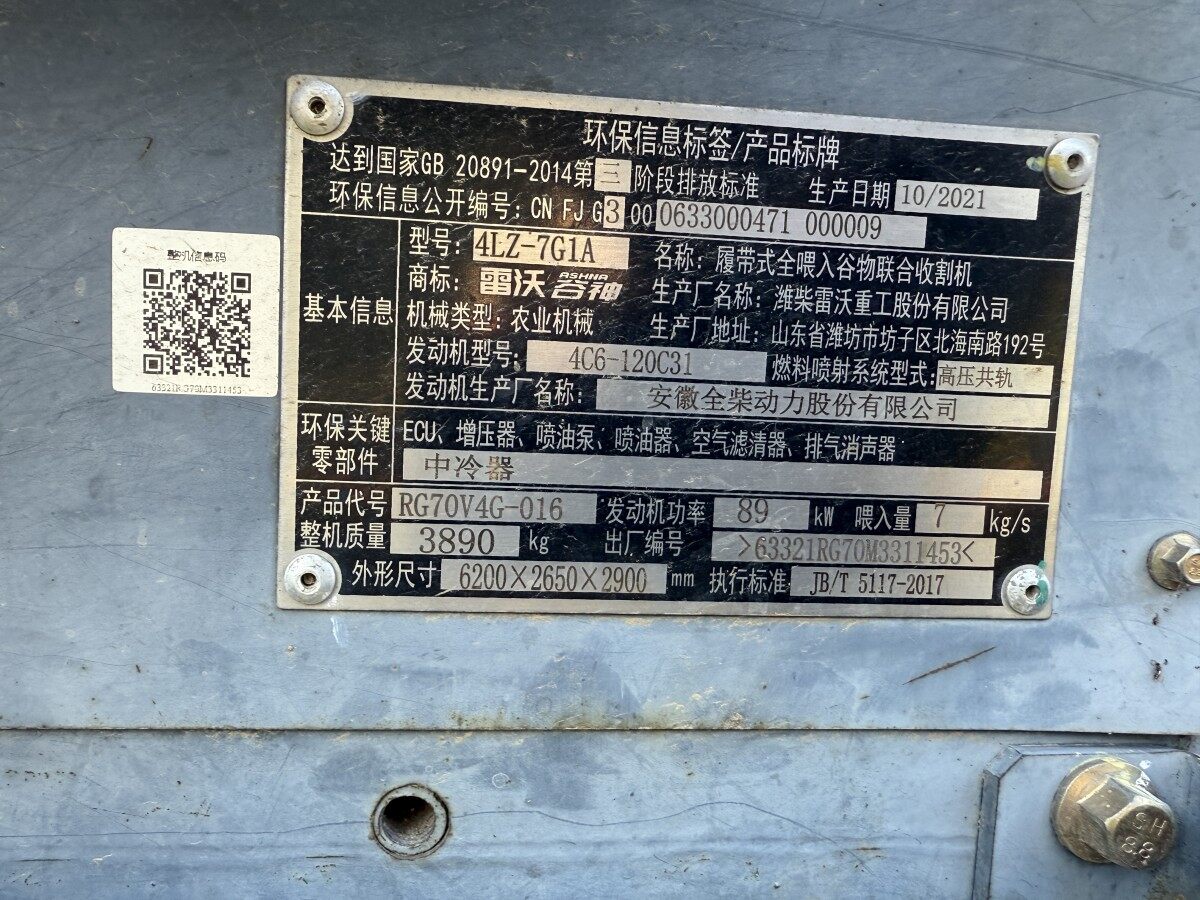 环保信息标签/产品标牌
达到国家GB 20891-2014第三阶段排放标准 生产日期 10/2021
环保信息公开编号: CN FJ G3 00 0633000471 000009
基本信息
型号: 4LZ-7G1A 名称: 履带式全喂入谷物联合收割机
商标: 雷沃 ASHNA 谷神 生产厂名称: 潍柴雷沃重工股份有限公司
机械类型: 农业机械 生产厂地址: 山东省潍坊市坊子区北海南路192号
发动机型号: 4C6-120C31 燃料喷射系统型式: 高压共轨
发动机生产厂名称: 安徽全柴动力股份有限公司
环保关键零部件
ECU、增压器、喷油泵、喷油器、空气滤清器、排气消声器
中冷器
产品代号 RG70V4G-016 发动机功率 89 kW 喂入量 7 kg/s
整机质量 3890 kg 出厂编号 >63321RG70M3311453<
外形尺寸 6200×2650×2900 mm 执行标准 JB/T 5117-2017
整机信息码
63321RG70M3311453
SH
8.8